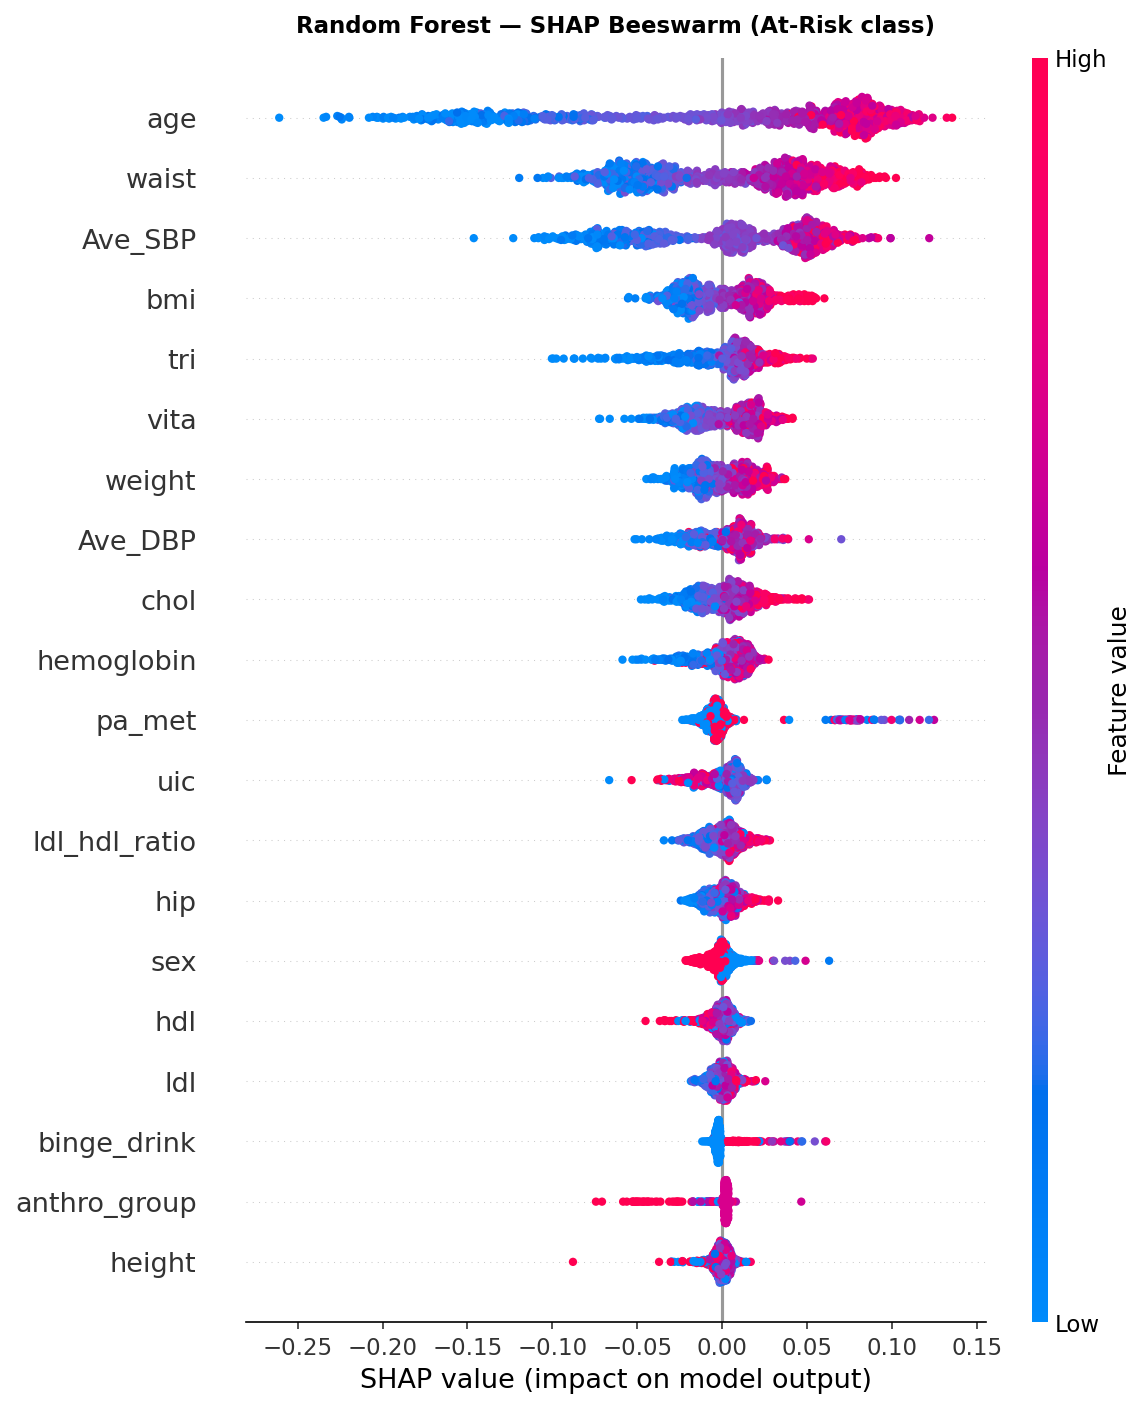 Random Forest — SHAP Beeswarm (At-Risk class)
High
age
waist
Ave_SBP
bmi
tri
vita
weight
Ave_DBP
chol
hemoglobin
pa_met
uic
ldl_hdl_ratio
hip
sex
hdl
ldl
binge_drink
anthro_group
height
Feature value
Low
−0.25 −0.20 −0.15 −0.10 −0.05 0.00 0.05 0.10 0.15
SHAP value (impact on model output)